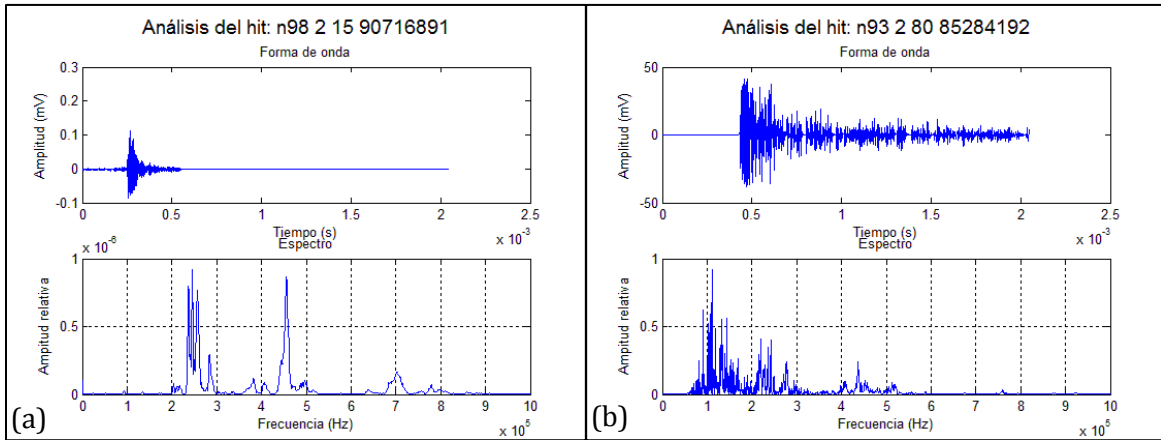 Análisis del hit: n98 2 15 90716891
Forma de onda
Amplitud (mV)
0.3
0.2
0.1
0
-0.1
0 0.5 1 1.5 2 2.5
Tiempo (s)
x 10⁻³
x 10⁻⁶
Espectro
Amplitud relativa
1
0.5
0
0 1 2 3 4 5 6 7 8 9 10
Frecuencia (Hz)
x 10⁵
(a)
Análisis del hit: n93 2 80 85284192
Forma de onda
Amplitud (mV)
50
0
-50
0 0.5 1 1.5 2 2.5
Tiempo (s)
x 10⁻³
Espectro
Amplitud relativa
1
0.5
0
0 1 2 3 4 5 6 7 8 9 10
Frecuencia (Hz)
x 10⁵
(b)